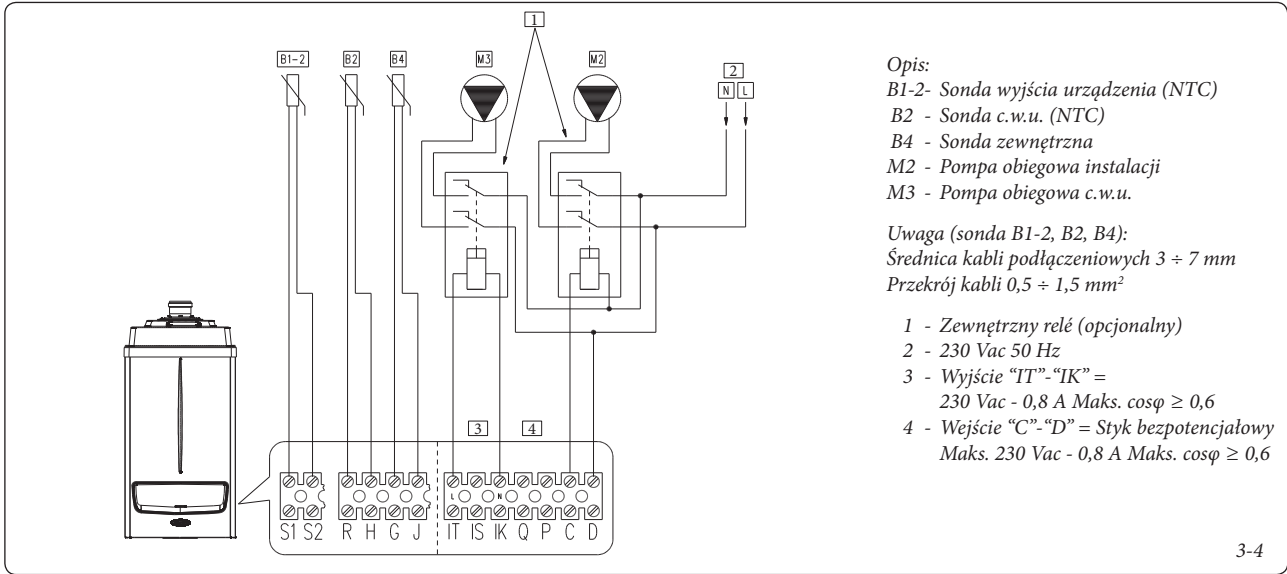 1
B1-2 B2 B4 M3 M2 2
N L
Opis:
B1-2- Sonda wyjścia urządzenia (NTC)
B2 - Sonda c.w.u. (NTC)
B4 - Sonda zewnętrzna
M2 - Pompa obiegowa instalacji
M3 - Pompa obiegowa c.w.u.
Uwaga (sonda B1-2, B2, B4):
Średnica kabli podłączeniowych 3 ÷ 7 mm
Przekrój kabli 0,5 ÷ 1,5 mm²
1 - Zewnętrzny relé (opcjonalny)
2 - 230 Vac 50 Hz
3 - Wyjście “IT”-“IK” =
230 Vac - 0,8 A Maks. cosφ ≥ 0,6
4 - Wejście “C”-“D” = Styk bezpotencjałowy
Maks. 230 Vac - 0,8 A Maks. cosφ ≥ 0,6
3 4
L N
S1 S2 R H G J IT IS IK Q P C D
3-4